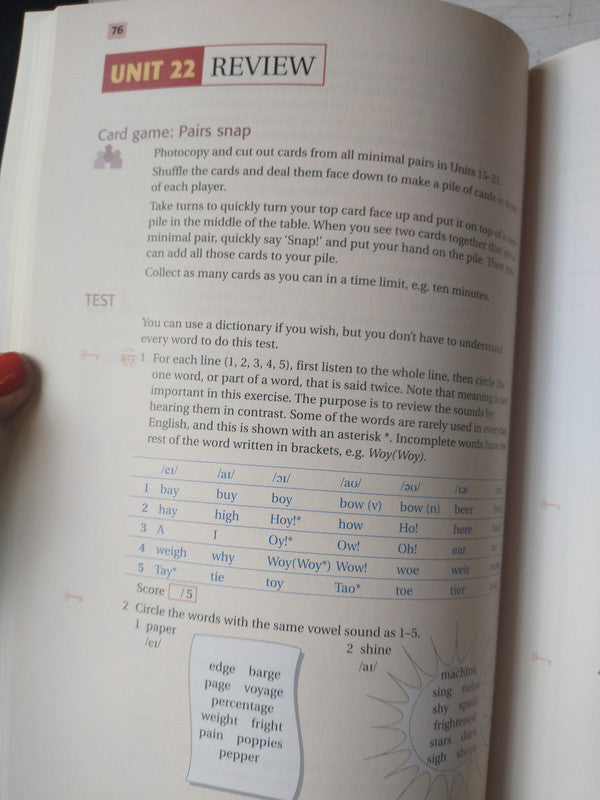 76
UNIT 22 REVIEW
Card game: Pairs snap
Photocopy and cut out cards from all minimal pairs in Units 15–21.
Shuffle the cards and deal them face down to make a pile of cards in
of each player.
Take turns to quickly turn your top card face up and put it on top of a
pile in the middle of the table. When you see two cards together that
minimal pair, quickly say 'Snap!' and put your hand on the pile. Then you
can add all those cards to your pile.
Collect as many cards as you can in a time limit, e.g. ten minutes.
TEST
You can use a dictionary if you wish, but you don't have to understand
every word to do this test.
B77 1 For each line (1, 2, 3, 4, 5), first listen to the whole line, then circle the
one word, or part of a word, that is said twice. Note that meaning is not
important in this exercise. The purpose is to review the sounds by
hearing them in contrast. Some of the words are rarely used in everyday
English, and this is shown with an asterisk *. Incomplete words have the
rest of the word written in brackets, e.g. Woy(Woy).
/eɪ/ /aɪ/ /ɔɪ/ /aʊ/ /əʊ/ /ɪə/
1 bay buy boy bow (v) bow (n) beer
2 hay high Hoy!* how Ho! here
3 A I Oy!* Ow! Oh! ear
4 weigh why Woy(Woy*) Wow! woe weir
5 Tay* tie toy Tao* toe tier
Score /5
2 Circle the words with the same vowel sound as 1–5.
1 paper
/eɪ/
edge barge
page voyage
percentage
weight fright
pain poppies
pepper
2 shine
/aɪ/
machine
sing noise
shy
frightened
stars
sigh